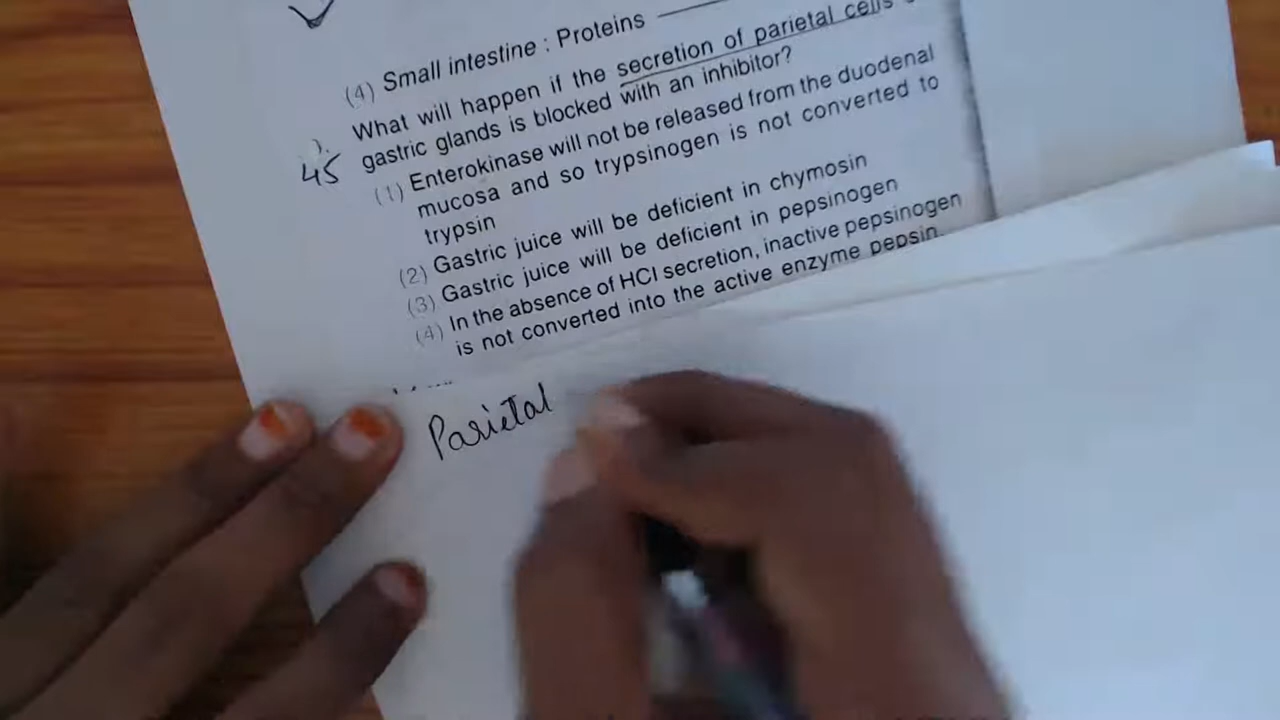 (4) Small intestine : Proteins
What will happen if the secretion of parietal cells
45 gastric glands is blocked with an inhibitor?
(1) Enterokinase will not be released from the duodenal
mucosa and so trypsinogen is not converted to
trypsin
(2) Gastric juice will be deficient in chymosin
(3) Gastric juice will be deficient in pepsinogen
(4) In the absence of HCl secretion, inactive pepsinogen
is not converted into the active enzyme pepsin.
Parietal